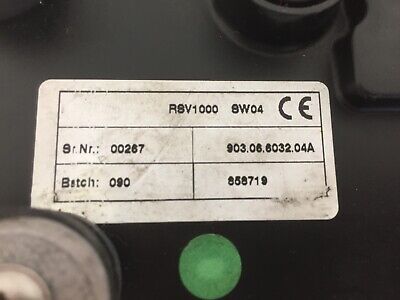 RSV1000 SW04 CE
Sr.Nr.: 00267 903.06.6032.04A
Batch: 090 858719